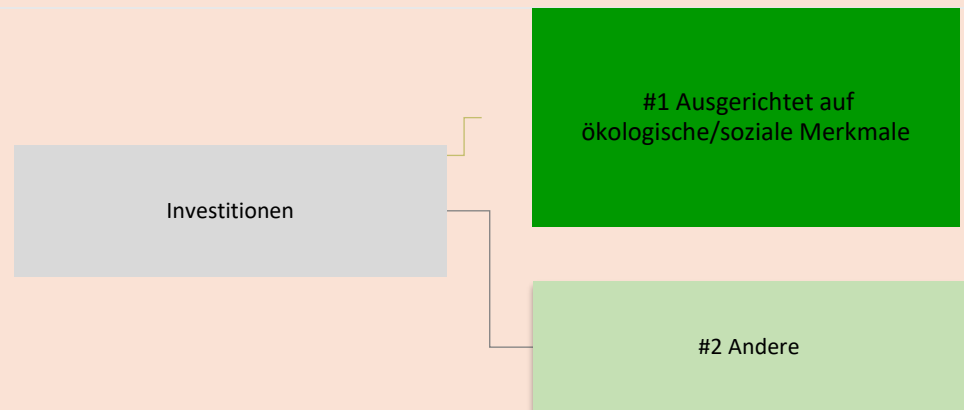 #1 Ausgerichtet auf
ökologische/soziale Merkmale
Investitionen
#2 Andere